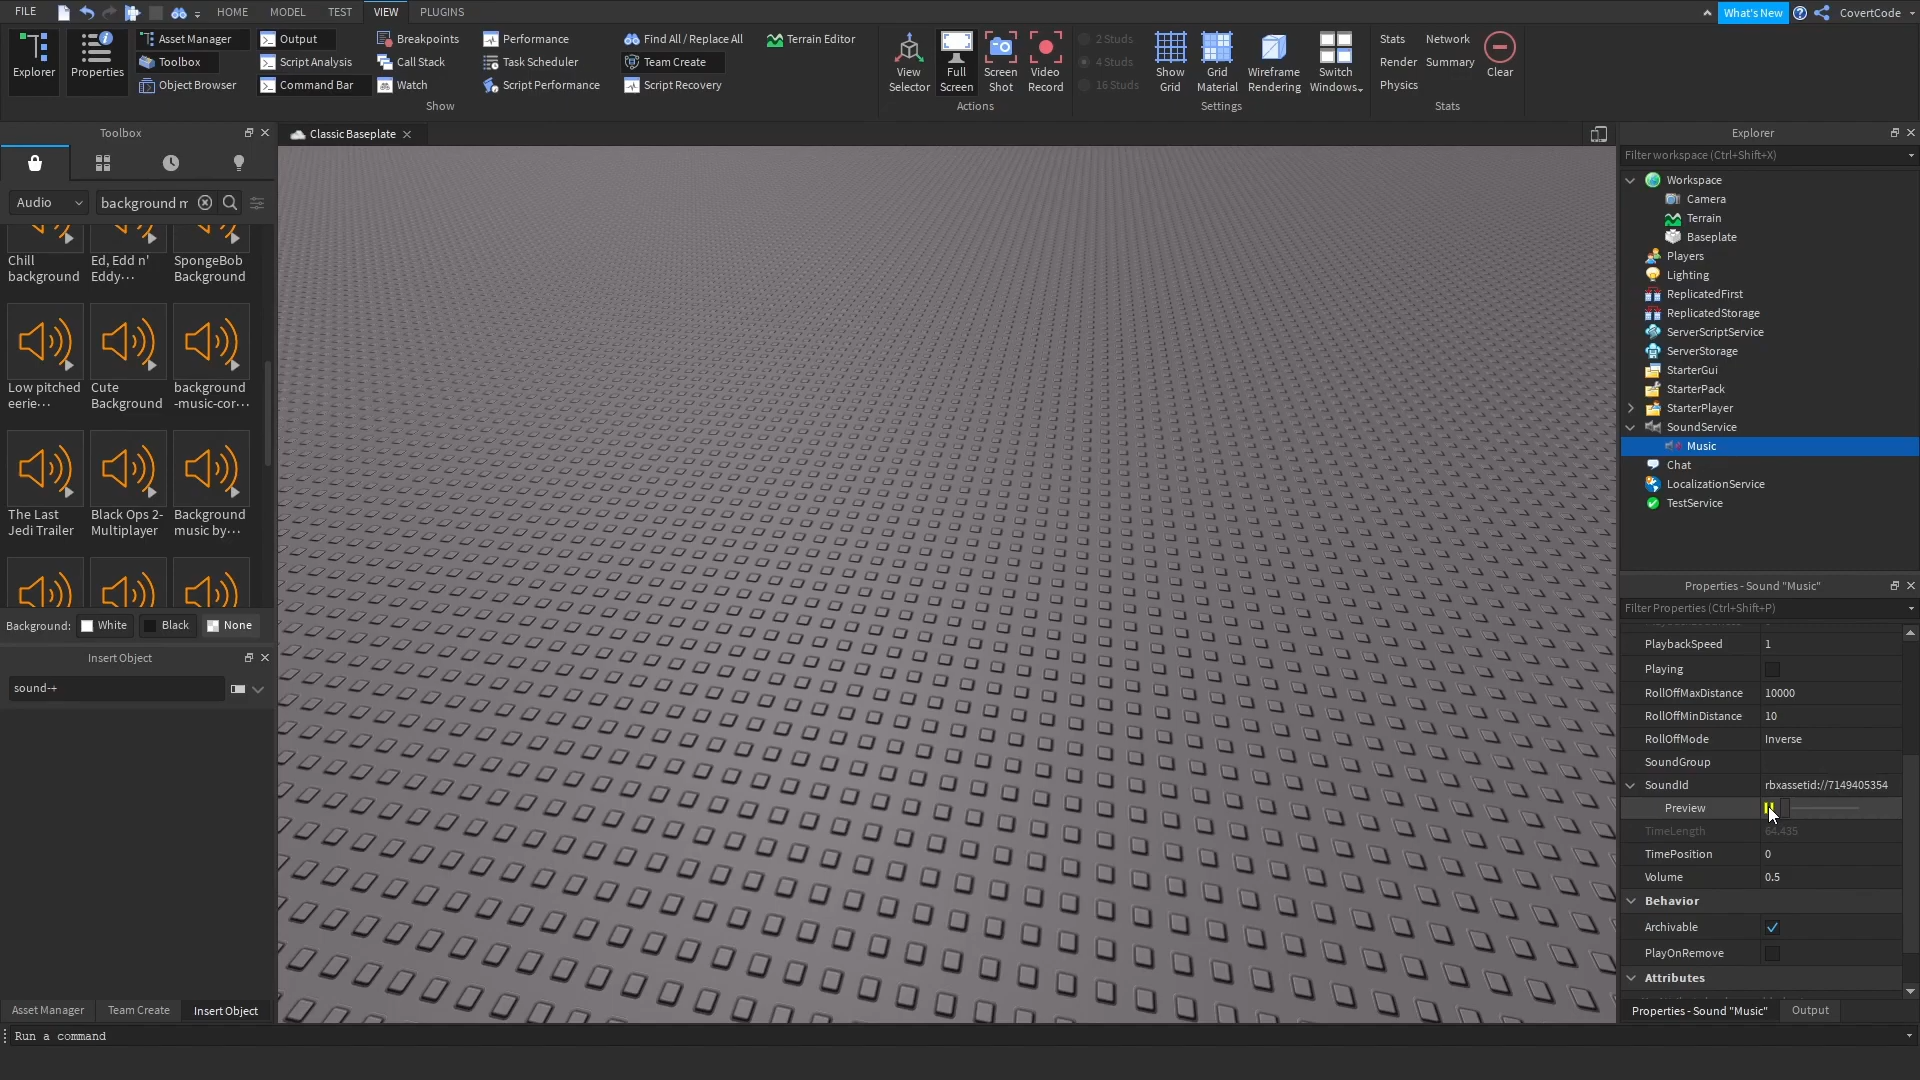 FILE
HOME
MODEL
TEST
VIEW
PLUGINS
What's New
CovertCode
Explorer
Properties
Asset Manager
Toolbox
Object Browser
Output
Script Analysis
Command Bar
Breakpoints
Call Stack
Watch
Performance
Task Scheduler
Script Performance
Find All / Replace All
Team Create
Script Recovery
Terrain Editor
Show
View
Selector
Full
Screen
Screen
Shot
Video
Record
Actions
2 Studs
4 Studs
16 Studs
Show
Grid
Grid
Material
Wireframe
Rendering
Switch
Windows
Settings
Stats
Network
Render
Summary
Physics
Clear
Stats
Toolbox
Audio
background m
Chill
background
Ed, Edd n'
Eddy...
SpongeBob
Background
Low pitched
eerie...
Cute
Background
background
-music-cor...
The Last
Jedi Trailer
Black Ops 2-
Multiplayer
Background
music by...
Background:
White
Black
None
Insert Object
sound-+
Asset Manager
Team Create
Insert Object
Run a command
Classic Baseplate
Explorer
Filter workspace (Ctrl+Shift+X)
Workspace
Camera
Terrain
Baseplate
Players
Lighting
ReplicatedFirst
ReplicatedStorage
ServerScriptService
ServerStorage
StarterGui
StarterPack
StarterPlayer
SoundService
Music
Chat
LocalizationService
TestService
Properties - Sound "Music"
Filter Properties (Ctrl+Shift+P)
PlaybackSpeed 1
Playing
RollOffMaxDistance 10000
RollOffMinDistance 10
RollOffMode Inverse
SoundGroup
SoundId rbxassetid://7149405354
Preview
TimeLength 64.435
TimePosition 0
Volume 0.5
Behavior
Archivable
PlayOnRemove
Attributes
Properties - Sound "Music"
Output